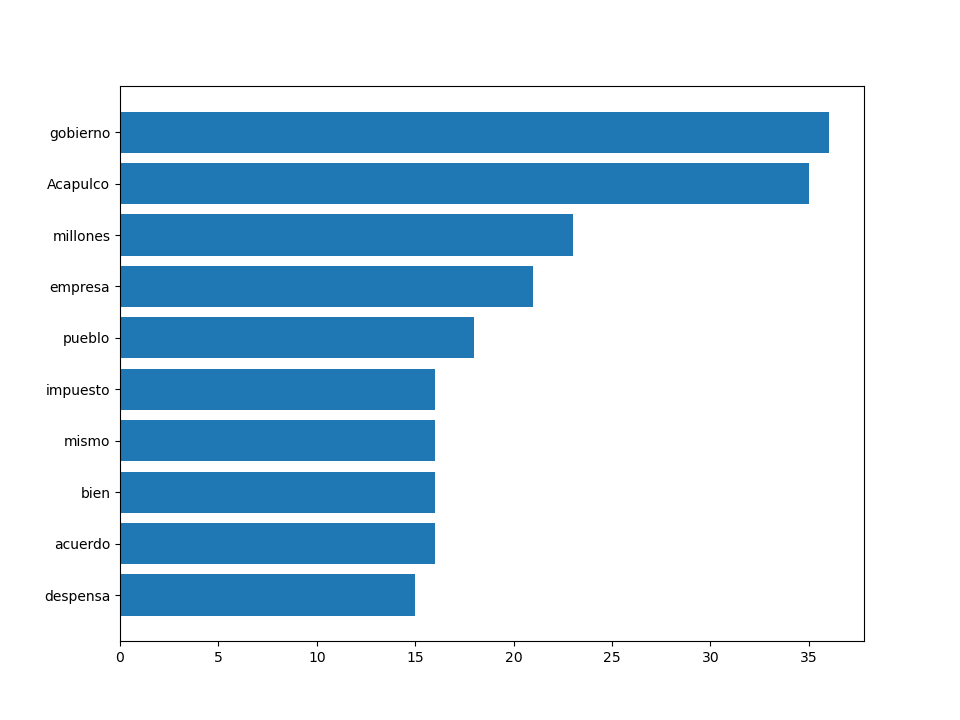 gobierno
Acapulco
millones
empresa
pueblo
impuesto
mismo
bien
acuerdo
despensa
0 5 10 15 20 25 30 35